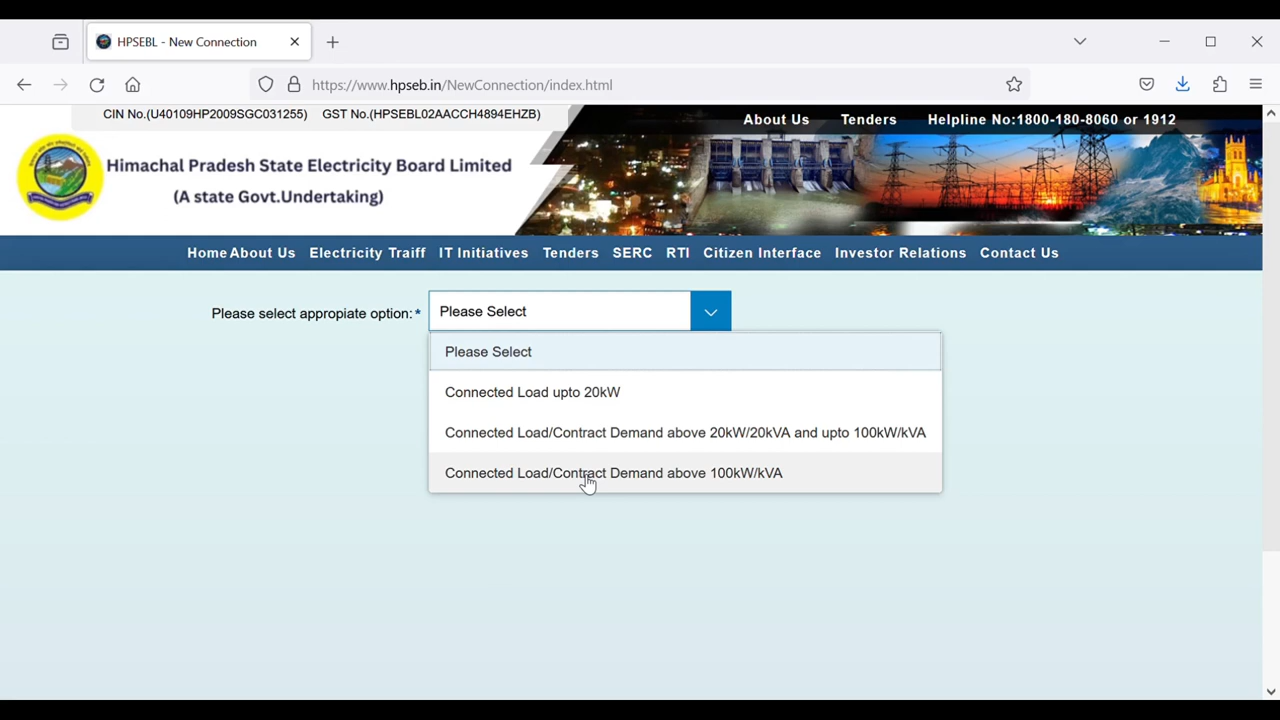 HPSEBL - New Connection
https://www.hpseb.in/NewConnection/index.html
CIN No.(U40109HP2009SGC031255) GST No.(HPSEBL02AACCH4894EHZB)
About Us Tenders Helpline No:1800-180-8060 or 1912
Himachal Pradesh State Electricity Board Limited
(A state Govt.Undertaking)
Home About Us Electricity Traiff IT Initiatives Tenders SERC RTI Citizen Interface Investor Relations Contact Us
Please select appropiate option:* Please Select
Please Select
Connected Load upto 20kW
Connected Load/Contract Demand above 20kW/20kVA and upto 100kW/kVA
Connected Load/Contract Demand above 100kW/kVA